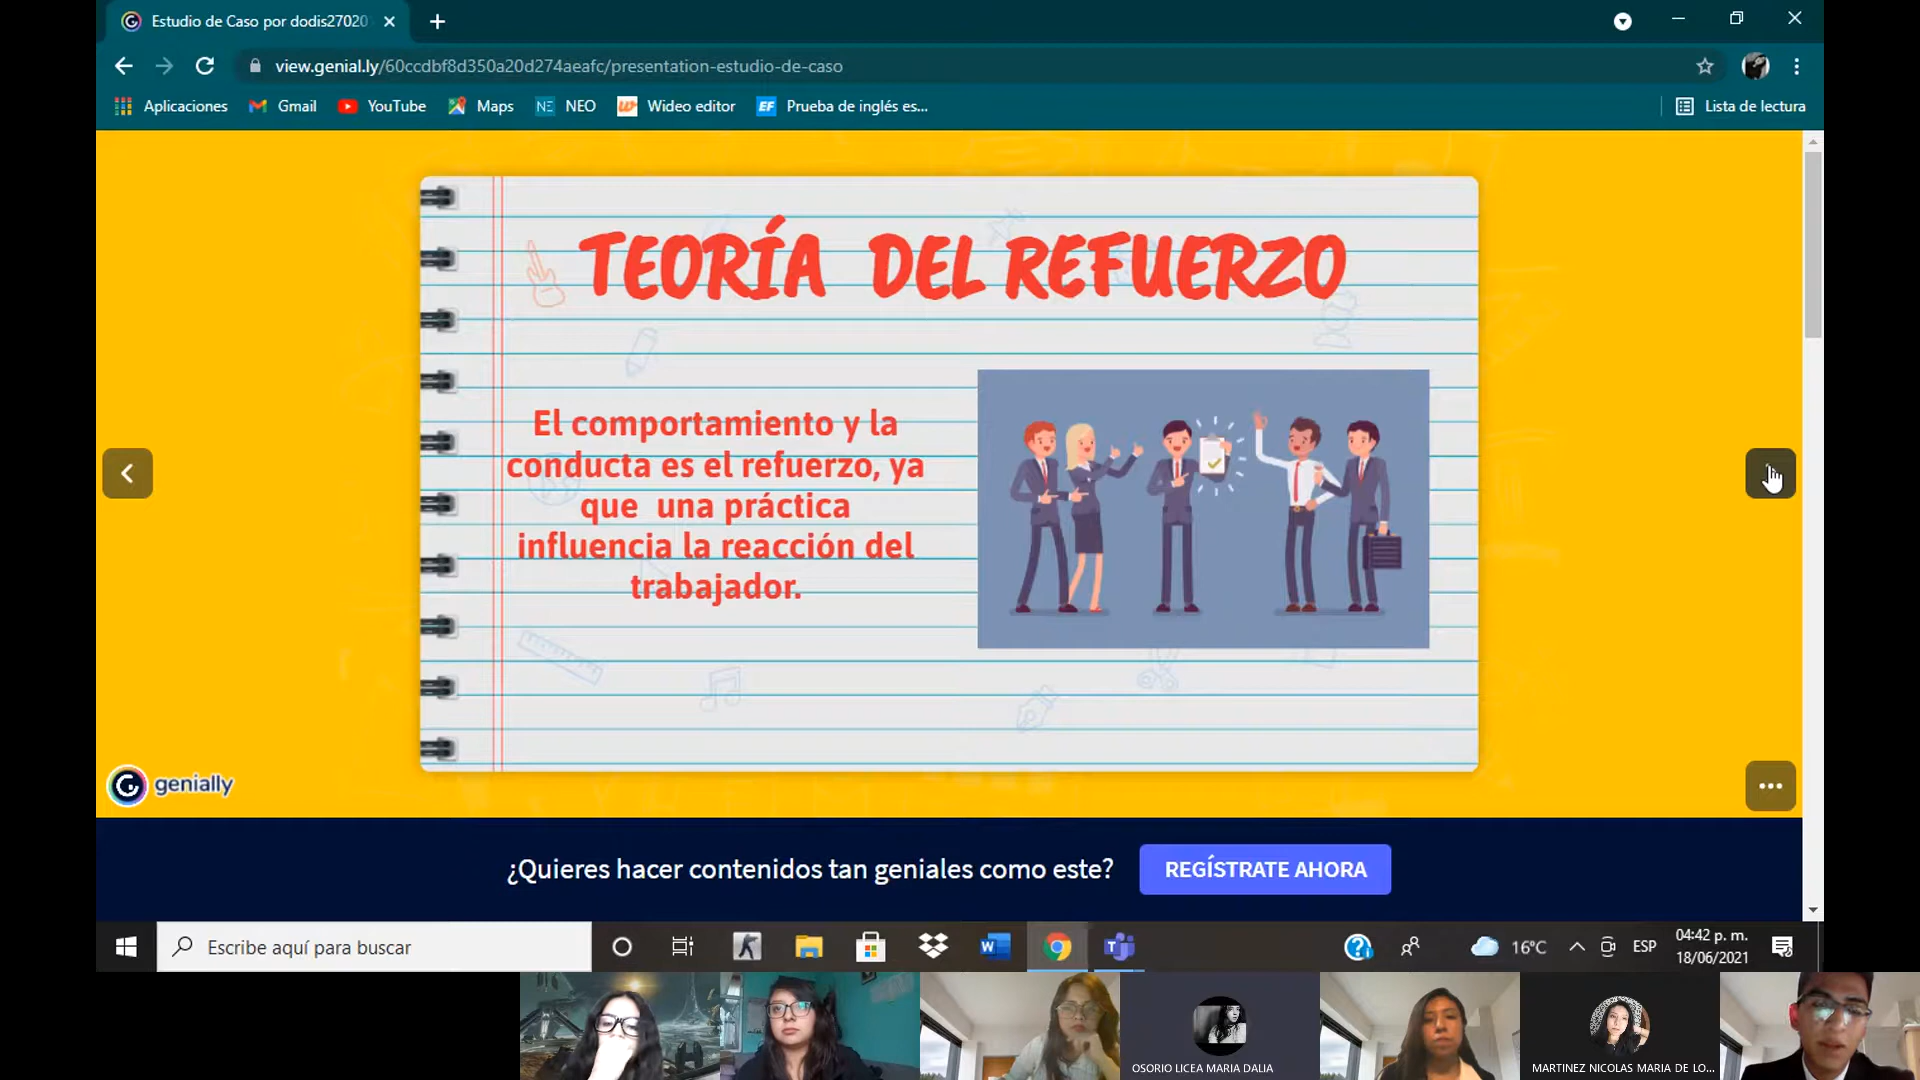 Estudio de Caso por dodis27020
view.genial.ly/60ccdbf8d350a20d274aeafc/presentation-estudio-de-caso
Aplicaciones
Gmail
YouTube
Maps
NE NEO
Wideo editor
EF Prueba de inglés es...
Lista de lectura
TEORÍA DEL REFUERZO
El comportamiento y la
conducta es el refuerzo, ya
que una práctica
influencia la reacción del
trabajador.
genially
¿Quieres hacer contenidos tan geniales como este?
REGÍSTRATE AHORA
Escribe aquí para buscar
16°C
ESP
04:42 p. m.
18/06/2021
OSORIO LICEA MARIA DALIA
MARTINEZ NICOLAS MARIA DE LO...